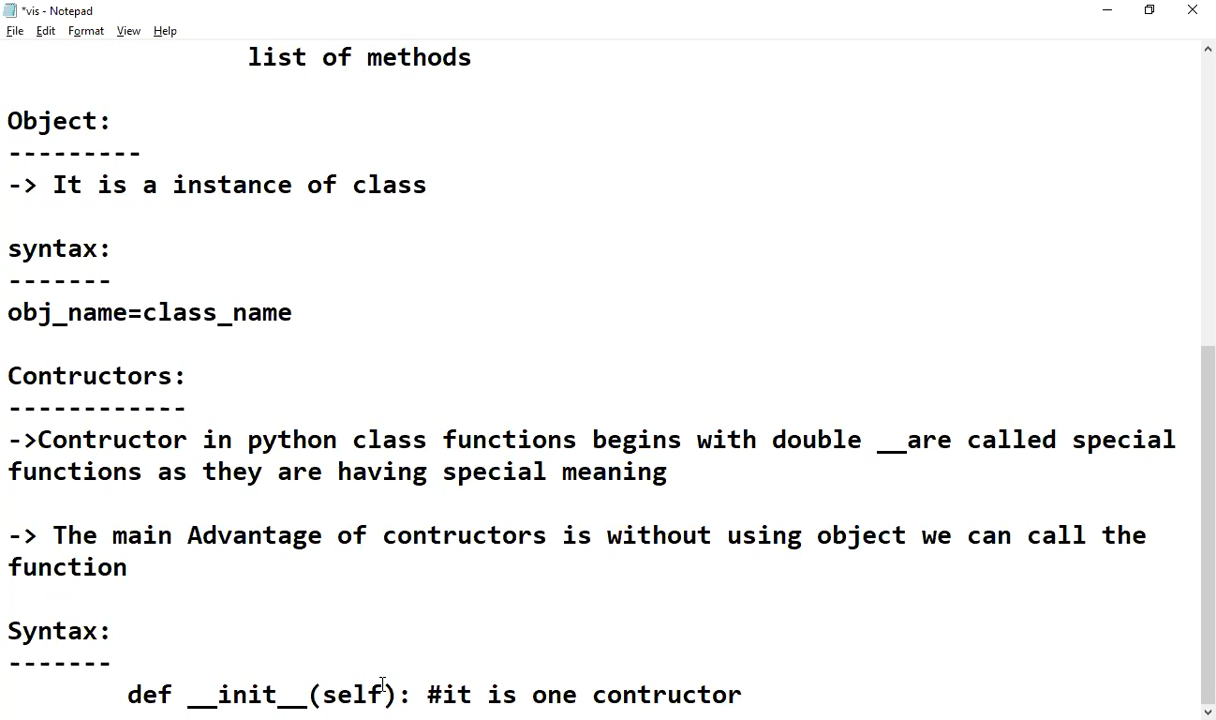 *vis - Notepad
File Edit Format View Help
list of methods
Object:
---------
-> It is a instance of class
syntax:
-------
obj_name=class_name
Contructors:
------------
->Contructor in python class functions begins with double __are called special
functions as they are having special meaning
-> The main Advantage of contructors is without using object we can call the
function
Syntax:
-------
def __init__(self): #it is one contructor